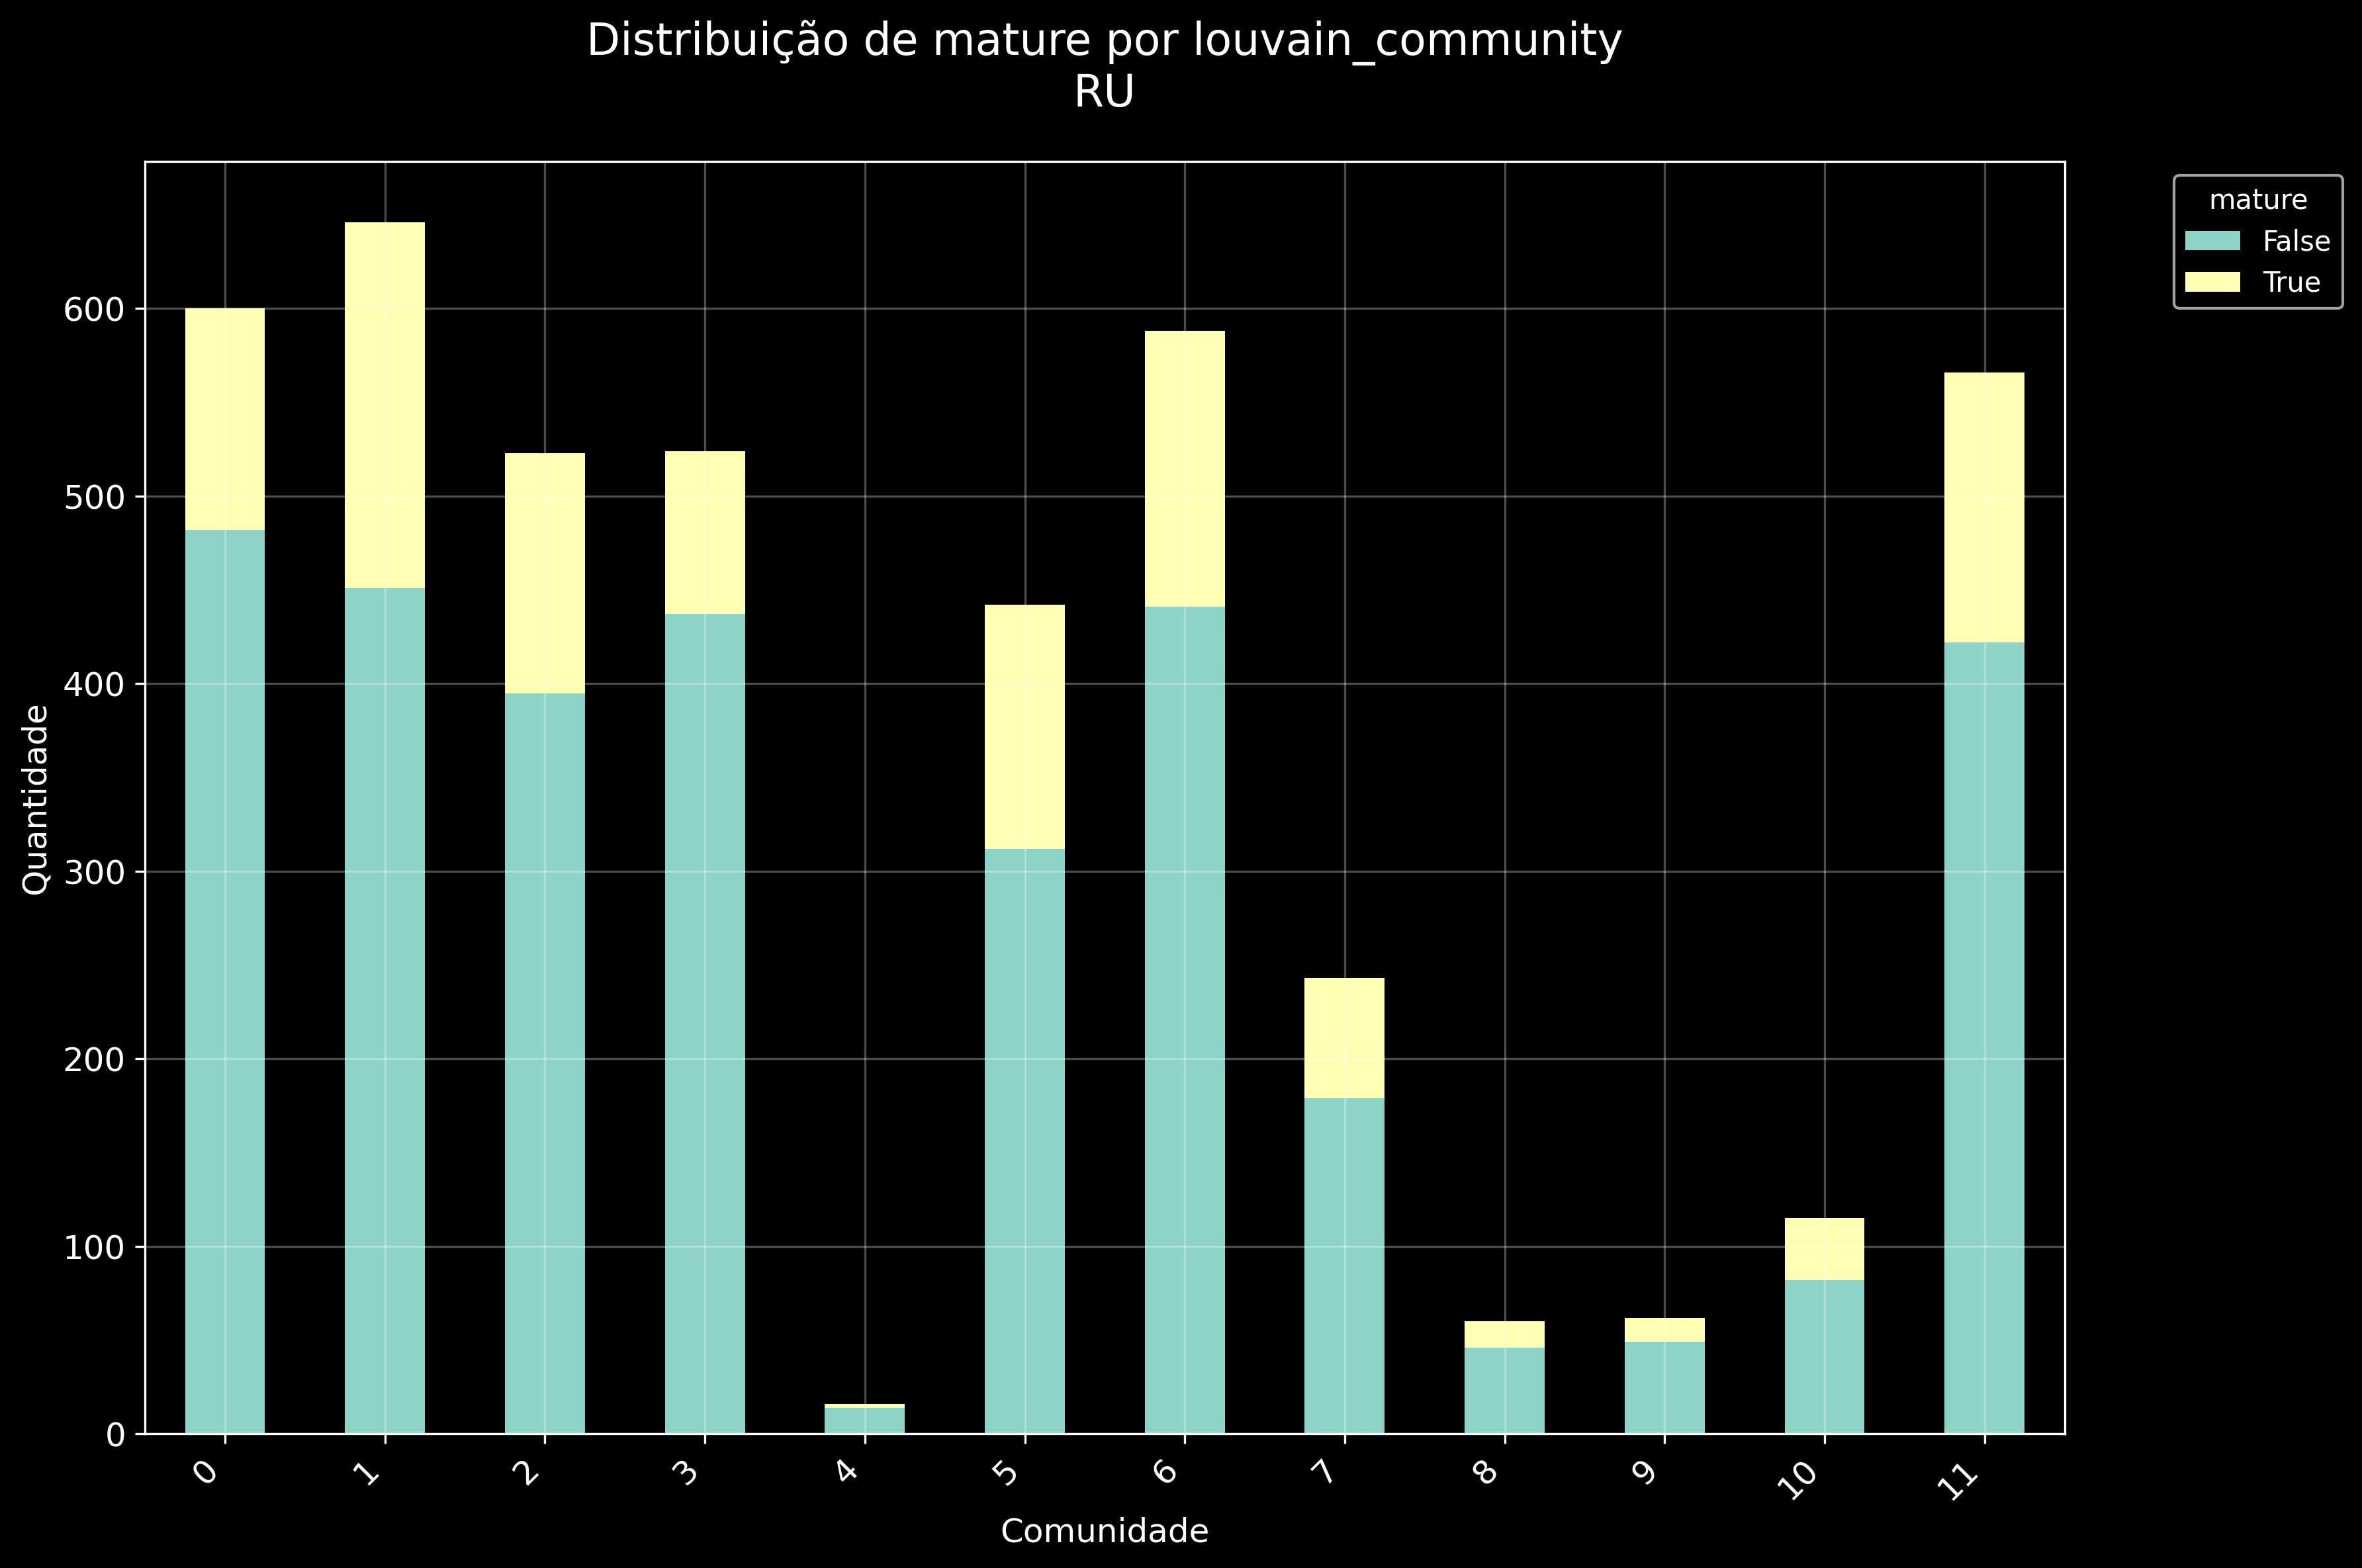 Distribuição de mature por louvain_community
RU
mature
False
True
Quantidade
600
500
400
300
200
100
0
0 1 2 3 4 5 6 7 8 9 10 11
Comunidade